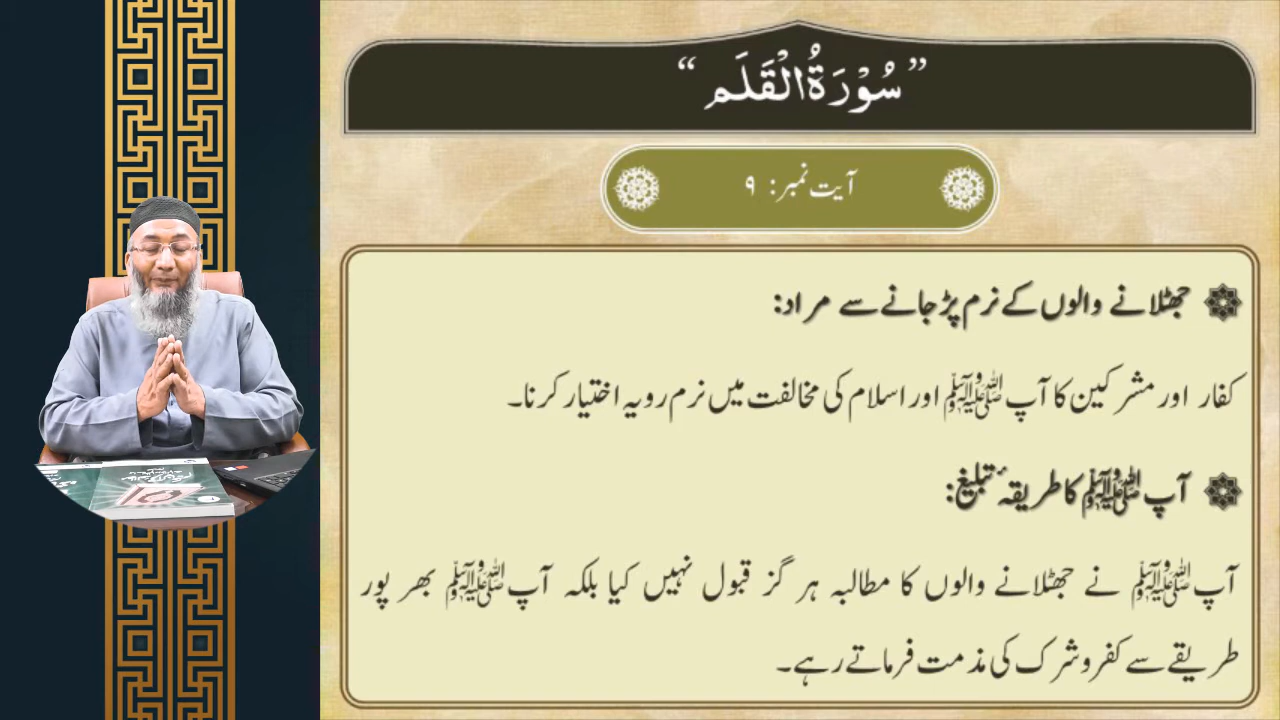 ”سُوْرَةُ الْقَلَم“
آیت نمبر: ۹
جھٹلانے والوں کے نرم پڑ جانے سے مراد:
کفار اور مشرکین کا آپ ﷺ اور اسلام کی مخالفت میں نرم رویہ اختیار کرنا۔
آپ ﷺ کا طریقہ ٔ تبلیغ:
آپ ﷺ نے جھٹلانے والوں کا مطالبہ ہر گز قبول نہیں کیا بلکہ آپ ﷺ بھر پور
طریقے سے کفر و شرک کی مذمت فرماتے رہے۔